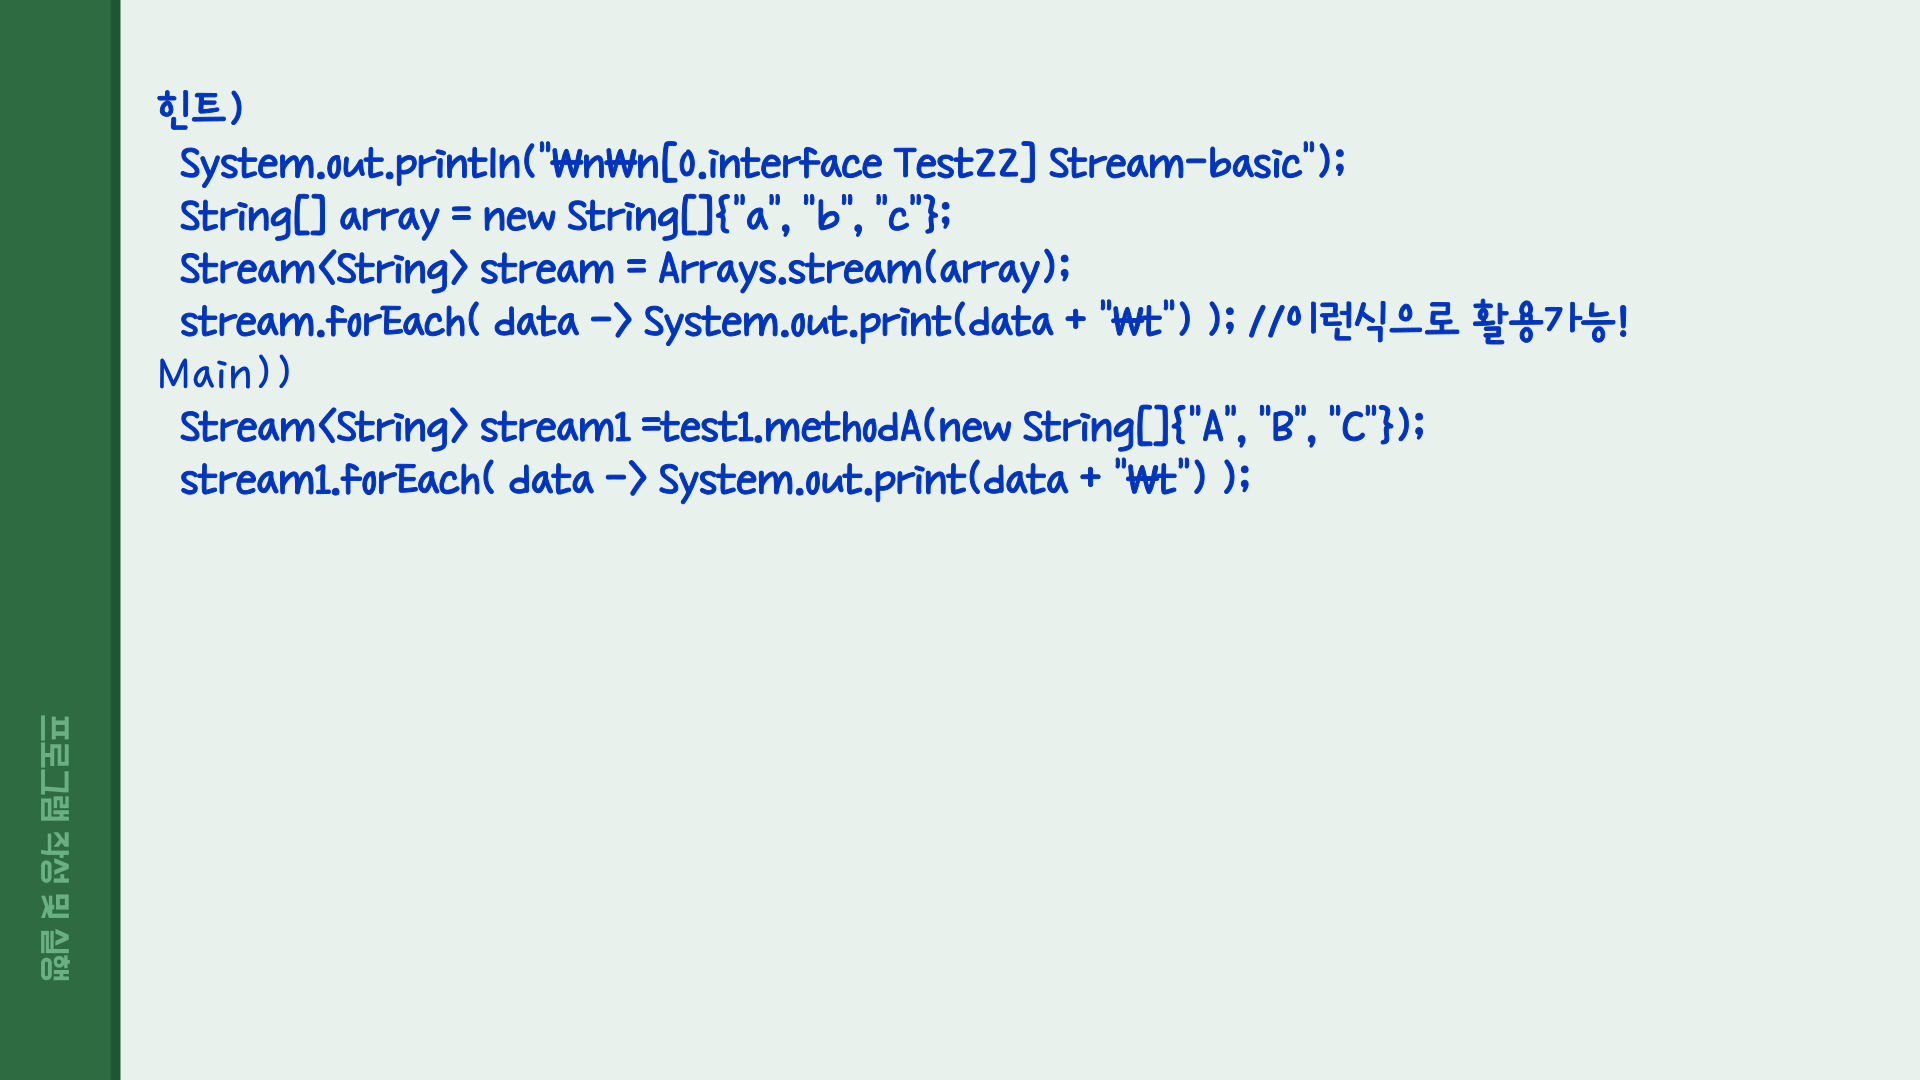 힌트)
System.out.println("₩n₩n[0.interface Test22] Stream-basic");
String[] array = new String[]{"a", "b", "c"};
Stream<String> stream = Arrays.stream(array);
stream.forEach( data -> System.out.print(data + "₩t") ); //이런식으로 활용가능!
Main))
Stream<String> stream1 =test1.methodA(new String[]{"A", "B", "C"});
stream1.forEach( data -> System.out.print(data + "₩t") );
프로그램 작성 및 실행